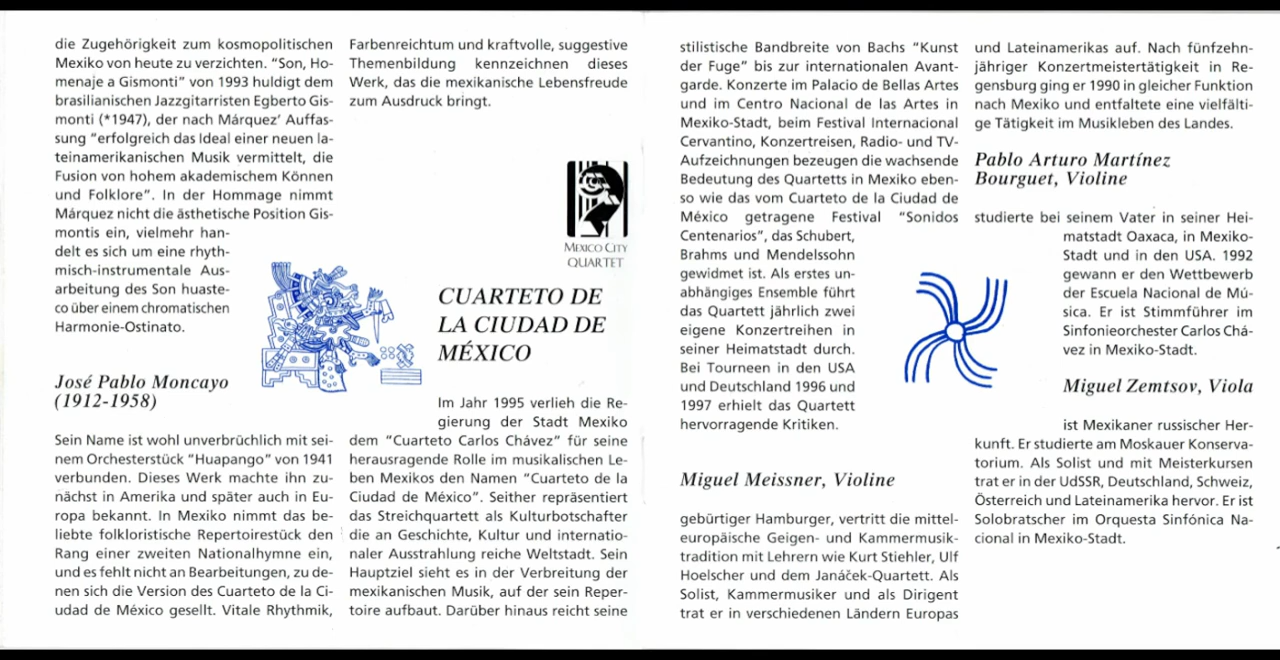 die Zugehörigkeit zum kosmopolitischen
Mexiko von heute zu verzichten. "Son, Ho-
menaje a Gismonti" von 1993 huldigt dem
brasilianischen Jazzgitarristen Egberto Gis-
monti (*1947), der nach Márquez' Auffas-
sung "erfolgreich das Ideal einer neuen la-
teinamerikanischen Musik vermittelt, die
Fusion von hohem akademischem Können
und Folklore". In der Hommage nimmt
Márquez nicht die ästhetische Position Gis-
montis ein, vielmehr han-
delt es sich um eine rhyth-
misch-instrumentale Aus-
arbeitung des Son huaste-
co über einem chromatischen
Harmonie-Ostinato.
José Pablo Moncayo
(1912-1958)
Sein Name ist wohl unverbrüchlich mit sei-
nem Orchesterstück "Huapango" von 1941
verbunden. Dieses Werk machte ihn zu-
nächst in Amerika und später auch in Eu-
ropa bekannt. In Mexiko nimmt das be-
liebte folkloristische Repertoirestück den
Rang einer zweiten Nationalhymne ein,
und es fehlt nicht an Bearbeitungen, zu de-
nen sich die Version des Cuarteto de la Ci-
udad de México gesellt. Vitale Rhythmik,
Farbenreichtum und kraftvolle, suggestive
Themenbildung kennzeichnen dieses
Werk, das die mexikanische Lebensfreude
zum Ausdruck bringt.
MEXICO CITY
QUARTET
CUARTETO DE
LA CIUDAD DE
MÉXICO
Im Jahr 1995 verlieh die Re-
gierung der Stadt Mexiko
dem "Cuarteto Carlos Chávez" für seine
herausragende Rolle im musikalischen Le-
ben Mexikos den Namen "Cuarteto de la
Ciudad de México". Seither repräsentiert
das Streichquartett als Kulturbotschafter
die an Geschichte, Kultur und internatio-
naler Ausstrahlung reiche Weltstadt. Sein
Hauptziel sieht es in der Verbreitung der
mexikanischen Musik, auf der sein Reper-
toire aufbaut. Darüber hinaus reicht seine
stilistische Bandbreite von Bachs "Kunst
der Fuge" bis zur internationalen Avant-
garde. Konzerte im Palacio de Bellas Artes
und im Centro Nacional de las Artes in
Mexiko-Stadt, beim Festival Internacional
Cervantino, Konzertreisen, Radio- und TV-
Aufzeichnungen bezeugen die wachsende
Bedeutung des Quartetts in Mexiko eben-
so wie das vom Cuarteto de la Ciudad de
México getragene Festival "Sonidos
Centenarios", das Schubert,
Brahms und Mendelssohn
gewidmet ist. Als erstes un-
abhängiges Ensemble führt
das Quartett jährlich zwei
eigene Konzertreihen in
seiner Heimatstadt durch.
Bei Tourneen in den USA
und Deutschland 1996 und
1997 erhielt das Quartett
hervorragende Kritiken.
Miguel Meissner, Violine
gebürtiger Hamburger, vertritt die mittel-
europäische Geigen- und Kammermusik-
tradition mit Lehrern wie Kurt Stiehler, Ulf
Hoelscher und dem Janáček-Quartett. Als
Solist, Kammermusiker und als Dirigent
trat er in verschiedenen Ländern Europas
und Lateinamerikas auf. Nach fünfzehn-
jähriger Konzertmeistertätigkeit in Re-
gensburg ging er 1990 in gleicher Funktion
nach Mexiko und entfaltete eine vielfälti-
ge Tätigkeit im Musikleben des Landes.
Pablo Arturo Martínez
Bourguet, Violine
studierte bei seinem Vater in seiner Hei-
matstadt Oaxaca, in Mexiko-
Stadt und in den USA. 1992
gewann er den Wettbewerb
der Escuela Nacional de Mú-
sica. Er ist Stimmführer im
Sinfonieorchester Carlos Chá-
vez in Mexiko-Stadt.
Miguel Zemtsov, Viola
ist Mexikaner russischer Her-
kunft. Er studierte am Moskauer Konserva-
torium. Als Solist und mit Meisterkursen
trat er in der UdSSR, Deutschland, Schweiz,
Österreich und Lateinamerika hervor. Er ist
Solobratscher im Orquesta Sinfónica Na-
cional in Mexiko-Stadt.